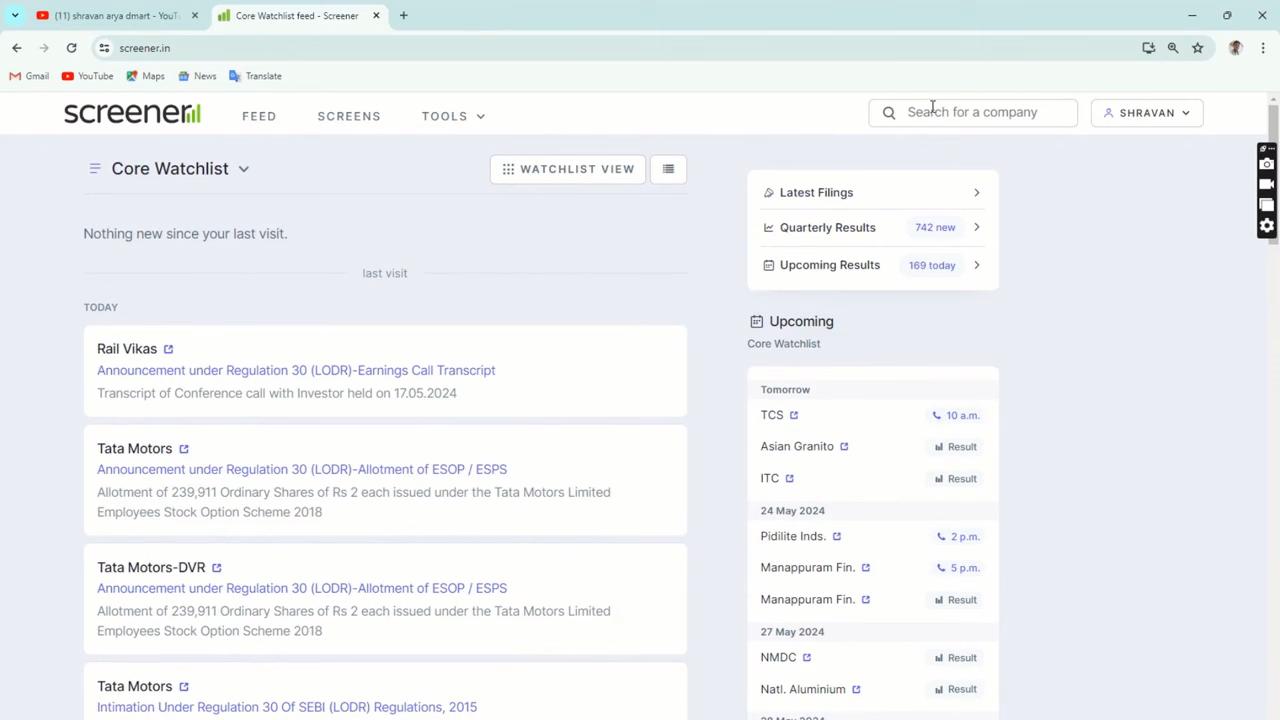 (11) shravan arya dmart - YouT
Core Watchlist feed - Screener
screener.in
Gmail
YouTube
Maps
News
Translate
screener
FEED
SCREENS
TOOLS
Search for a company
SHRAVAN
Core Watchlist
WATCHLIST VIEW
Nothing new since your last visit.
last visit
TODAY
Rail Vikas
Announcement under Regulation 30 (LODR)-Earnings Call Transcript
Transcript of Conference call with Investor held on 17.05.2024
Tata Motors
Announcement under Regulation 30 (LODR)-Allotment of ESOP / ESPS
Allotment of 239,911 Ordinary Shares of Rs 2 each issued under the Tata Motors Limited
Employees Stock Option Scheme 2018
Tata Motors-DVR
Announcement under Regulation 30 (LODR)-Allotment of ESOP / ESPS
Allotment of 239,911 Ordinary Shares of Rs 2 each issued under the Tata Motors Limited
Employees Stock Option Scheme 2018
Tata Motors
Intimation Under Regulation 30 Of SEBI (LODR) Regulations, 2015
Latest Filings
Quarterly Results 742 new
Upcoming Results 169 today
Upcoming
Core Watchlist
Tomorrow
TCS 10 a.m.
Asian Granito Result
ITC Result
24 May 2024
Pidilite Inds. 2 p.m.
Manappuram Fin. 5 p.m.
Manappuram Fin. Result
27 May 2024
NMDC Result
Natl. Aluminium Result
28 May 2024